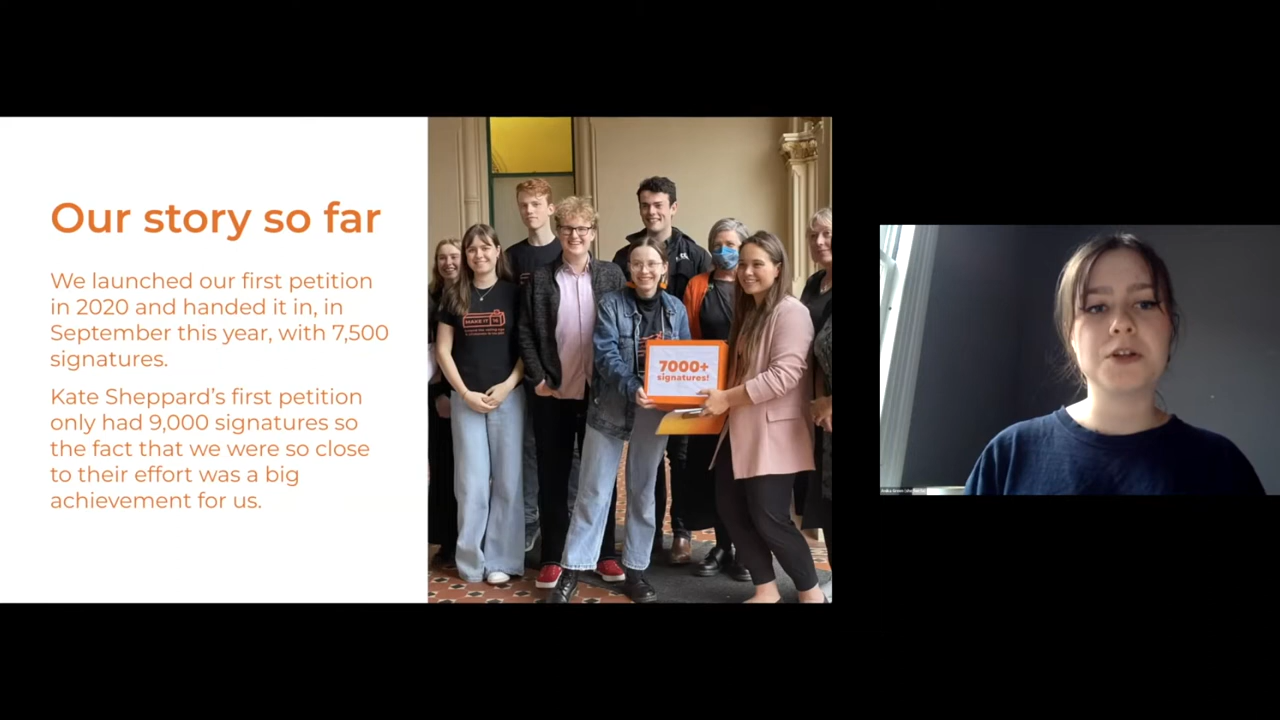 Our story so far
We launched our first petition
in 2020 and handed it in, in
September this year, with 7,500
signatures.
Kate Sheppard's first petition
only had 9,000 signatures so
the fact that we were so close
to their effort was a big
achievement for us.
MAKE IT 16
7000+
signatures!